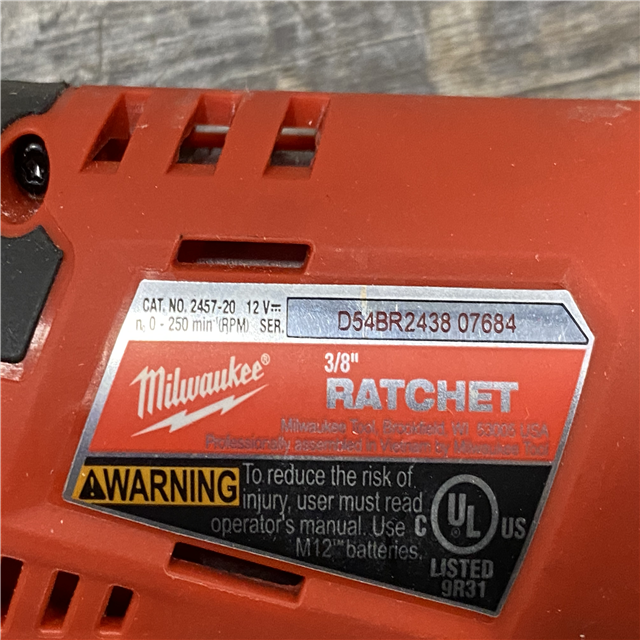 CAT. NO. 2457-20 12 V⎓
n₀ 0 - 250 min⁻¹(RPM) SER. D54BR2438 07684
Milwaukee®
3/8"
RATCHET
Milwaukee Tool, Brookfield, WI 53005 USA
Professionally assembled in Vietnam by Milwaukee Tool
WARNING
To reduce the risk of
injury, user must read
operator's manual. Use
M12™ batteries.
C UL US
LISTED
9R31